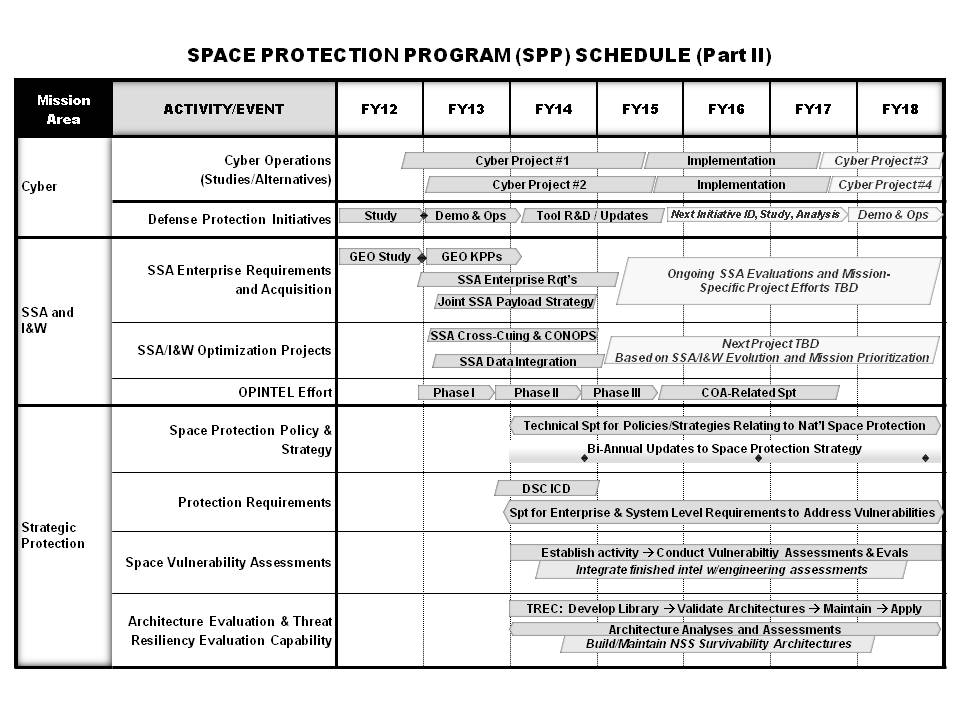 SPACE PROTECTION PROGRAM (SPP) SCHEDULE (Part II)
Mission
Area
ACTIVITY/EVENT
FY12
FY13
FY14
FY15
FY16
FY17
FY18
Cyber
Cyber Operations
(Studies/Alternatives)
Cyber Project #1
Implementation
Cyber Project #3
Cyber Project #2
Implementation
Cyber Project #4
Defense Protection Initiatives
Study
Demo & Ops
Tool R&D / Updates
Next Initiative ID, Study, Analysis
Demo & Ops
SSA and
I&W
SSA Enterprise Requirements
and Acquisition
GEO Study
GEO KPPs
SSA Enterprise Rqt's
Joint SSA Payload Strategy
Ongoing SSA Evaluations and Mission-
Specific Project Efforts TBD
SSA/I&W Optimization Projects
SSA Cross-Cuing & CONOPS
SSA Data Integration
Next Project TBD
Based on SSA/I&W Evolution and Mission Prioritization
OPINTEL Effort
Phase I
Phase II
Phase III
COA-Related Spt
Strategic
Protection
Space Protection Policy &
Strategy
Technical Spt for Policies/Strategies Relating to Nat'l Space Protection
Bi-Annual Updates to Space Protection Strategy
Protection Requirements
DSC ICD
Spt for Enterprise & System Level Requirements to Address Vulnerabilities
Space Vulnerability Assessments
Establish activity → Conduct Vulnerabiltiy Assessments & Evals
Integrate finished intel w/engineering assessments
Architecture Evaluation & Threat
Resiliency Evaluation Capability
TREC: Develop Library → Validate Architectures → Maintain → Apply
Architecture Analyses and Assessments
Build/Maintain NSS Survivability Architectures